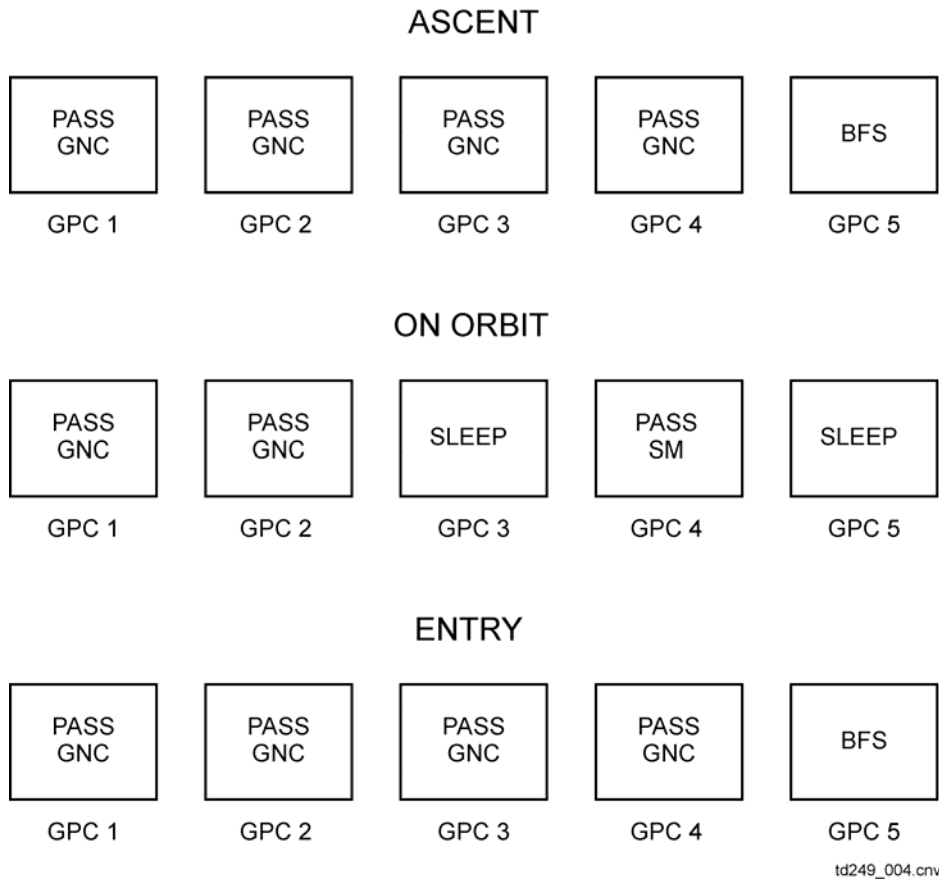 ASCENT
PASS
GNC
PASS
GNC
PASS
GNC
PASS
GNC
BFS
GPC 1
GPC 2
GPC 3
GPC 4
GPC 5
ON ORBIT
PASS
GNC
PASS
GNC
SLEEP
PASS
SM
SLEEP
GPC 1
GPC 2
GPC 3
GPC 4
GPC 5
ENTRY
PASS
GNC
PASS
GNC
PASS
GNC
PASS
GNC
BFS
GPC 1
GPC 2
GPC 3
GPC 4
GPC 5
td249_004.cnv